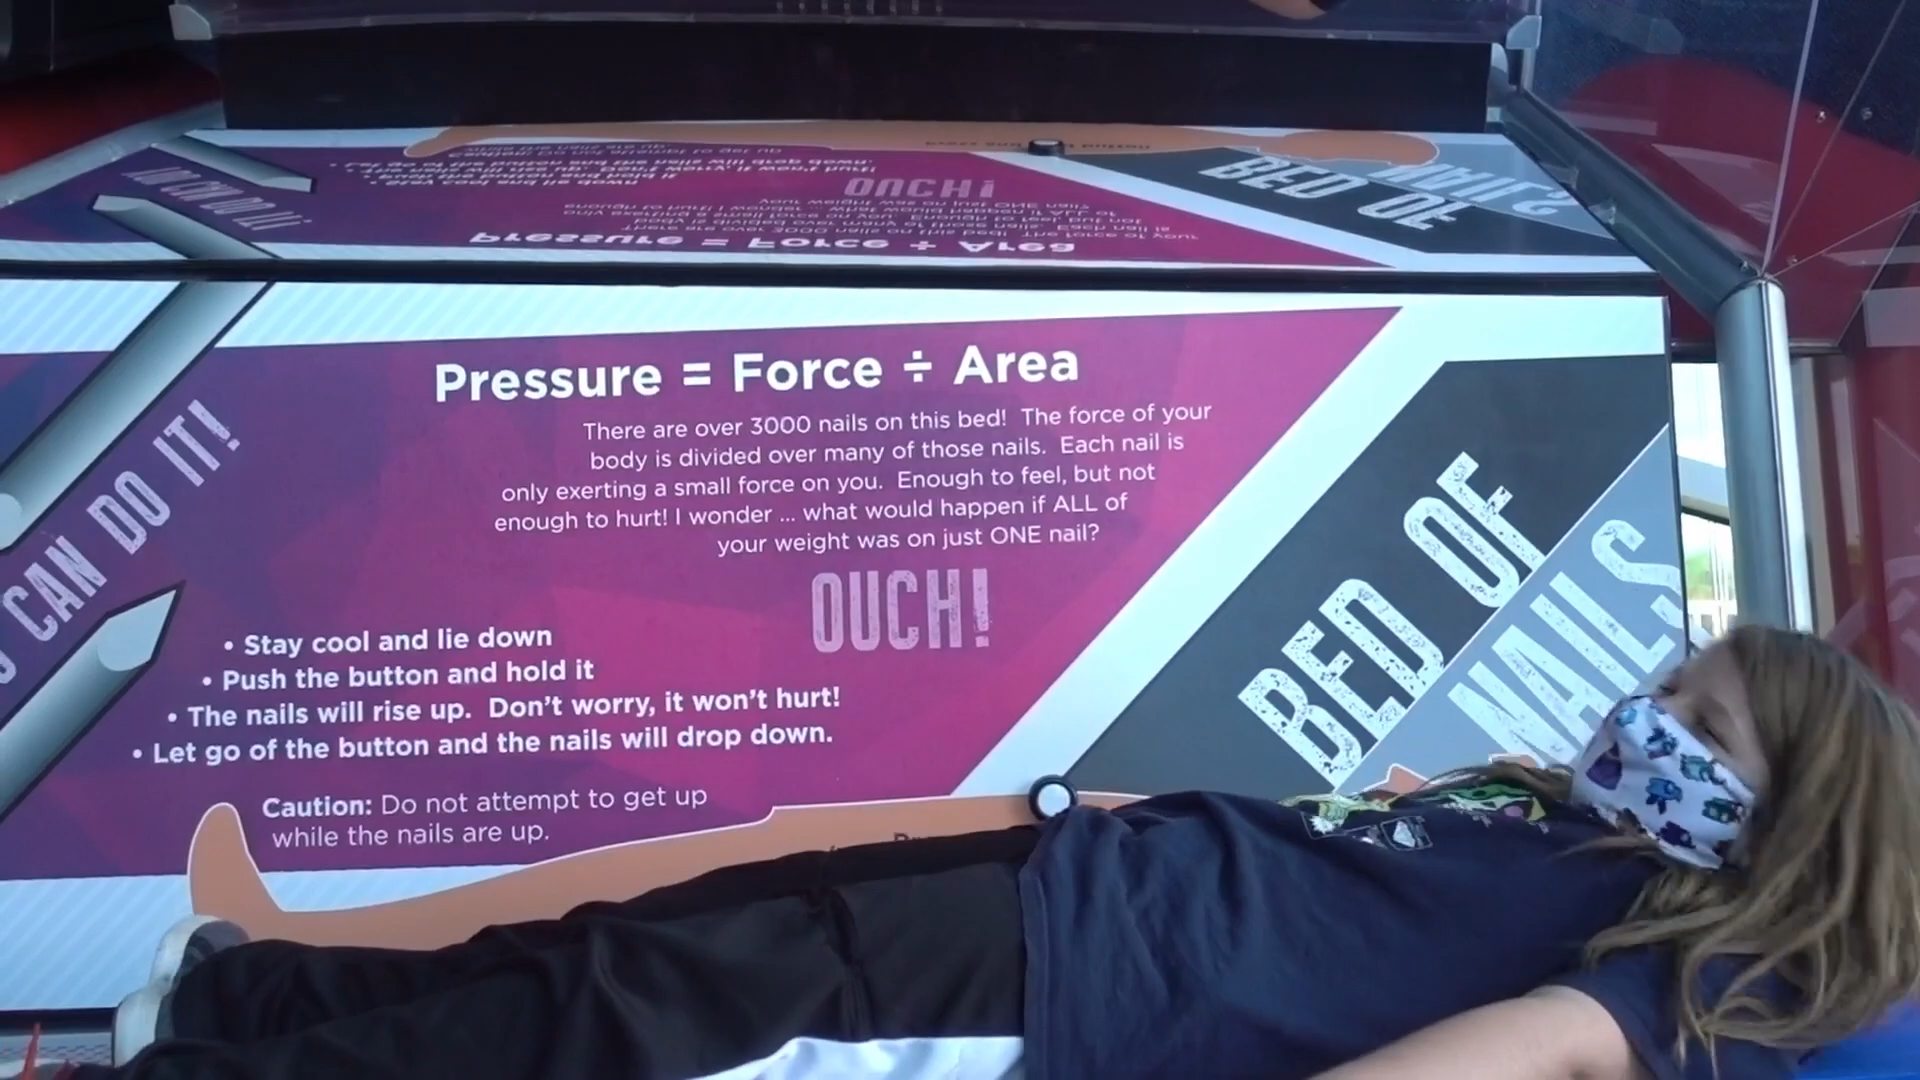 Pressure = Force ÷ Area
There are over 3000 nails on this bed! The force of your
body is divided over many of those nails. Each nail is
only exerting a small force on you. Enough to feel, but not
enough to hurt! I wonder ... what would happen if ALL of
your weight was on just ONE nail?
OUCH!
CAN DO IT!
• Stay cool and lie down
• Push the button and hold it
• The nails will rise up. Don't worry, it won't hurt!
• Let go of the button and the nails will drop down.
Caution: Do not attempt to get up
while the nails are up.
BED OF
NAILS